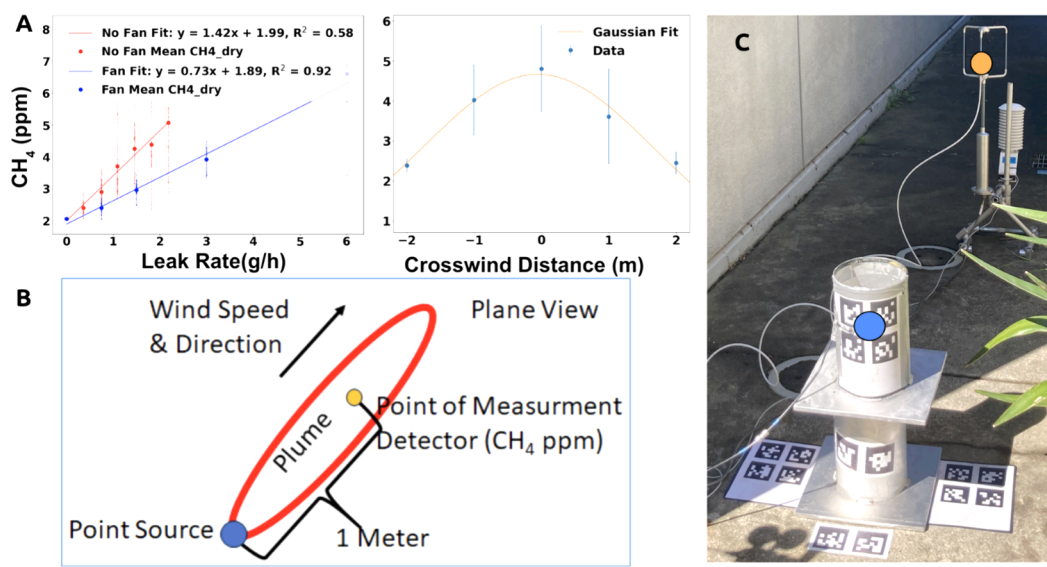 A
CH₄ (ppm)
8
7
6
5
4
3
2
No Fan Fit: y = 1.42x + 1.99, R² = 0.58
No Fan Mean CH4_dry
Fan Fit: y = 0.73x + 1.89, R² = 0.92
Fan Mean CH4_dry
0 1 2 3 4 5 6
Leak Rate(g/h)
6
5
4
3
2
1
Gaussian Fit
Data
−2 −1 0 1 2
Crosswind Distance (m)
B
Wind Speed
& Direction
Plane View
Plume
Point of Measurment
Detector (CH₄ ppm)
Point Source
1 Meter
C